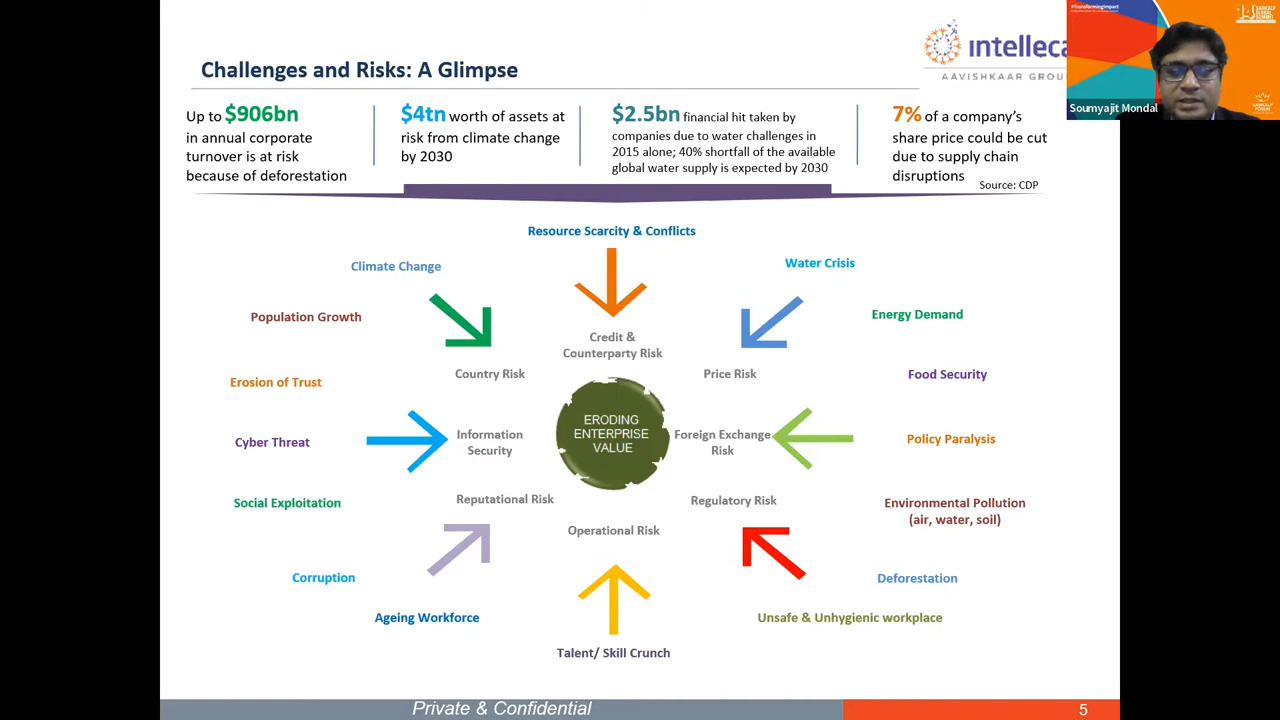 #TransformingImpact
Soumyajit Mondal
SANKALP
FORUM
intelleca
AAVISHKAAR GROU
Challenges and Risks: A Glimpse
Up to $906bn
in annual corporate
turnover is at risk
because of deforestation
$4tn worth of assets at
risk from climate change
by 2030
$2.5bn financial hit taken by
companies due to water challenges in
2015 alone; 40% shortfall of the available
global water supply is expected by 2030
7% of a company's
share price could be cut
due to supply chain
disruptions
Source: CDP
Resource Scarcity & Conflicts
Climate Change
Water Crisis
Population Growth
Energy Demand
Credit &
Counterparty Risk
Country Risk
Price Risk
Erosion of Trust
Food Security
Cyber Threat
Information
Security
ERODING
ENTERPRISE
VALUE
Foreign Exchange
Risk
Policy Paralysis
Social Exploitation
Reputational Risk
Regulatory Risk
Environmental Pollution
(air, water, soil)
Operational Risk
Corruption
Deforestation
Ageing Workforce
Unsafe & Unhygienic workplace
Talent/ Skill Crunch
Private & Confidential
5